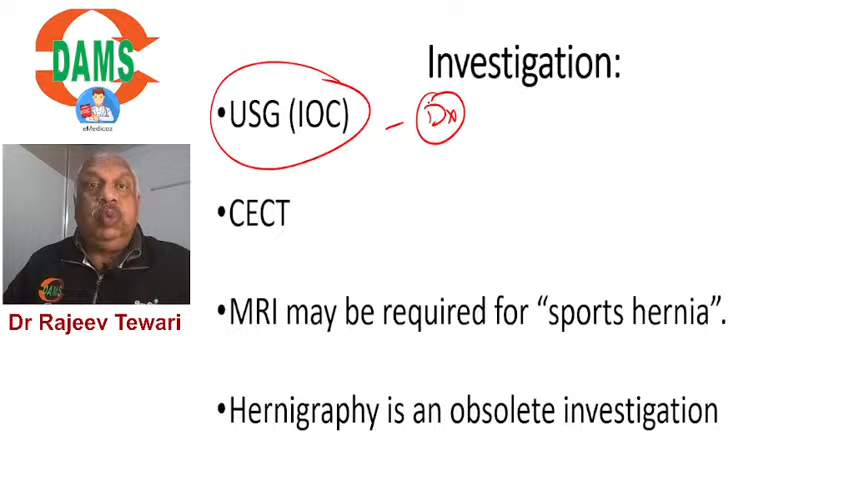 DAMS
eMedicoz
Investigation:
•USG (IOC) – Dx
•CECT
DAMS
Dr Rajeev Tewari
•MRI may be required for “sports hernia”.
•Hernigraphy is an obsolete investigation